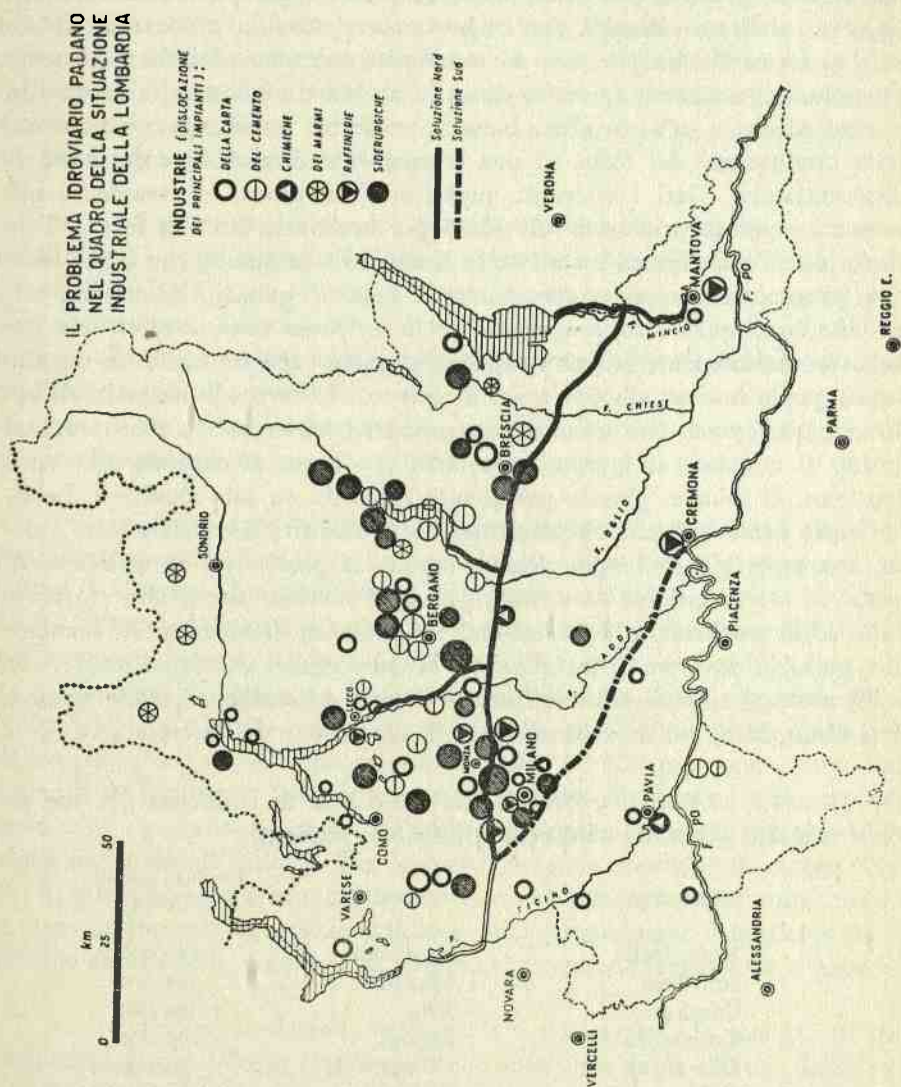 IL PROBLEMA IDROVIARIO PADANO
NEL QUADRO DELLA SITUAZIONE
INDUSTRIALE DELLA LOMBARDIA
INDUSTRIE (DISLOCAZIONE
DEI PRINCIPALI IMPIANTI):
DELLA CARTA
DEL CEMENTO
CHIMICHE
DEI MARMI
RAFFINERIE
SIDERURGICHE
Soluzione Nord
Soluzione Sud
km
0 25 50
SONDRIO
LECCO
COMO
VARESE
BERGAMO
BRESCIA
VERONA
MONZA
MILANO
NOVARA
VERCELLI
PAVIA
CREMONA
MANTOVA
PIACENZA
PARMA
REGGIO E.
ALESSANDRIA
F. TICINO
F. ADDA
F. OGLIO
F. CHIESE
F. MINCIO
F. PO
PO